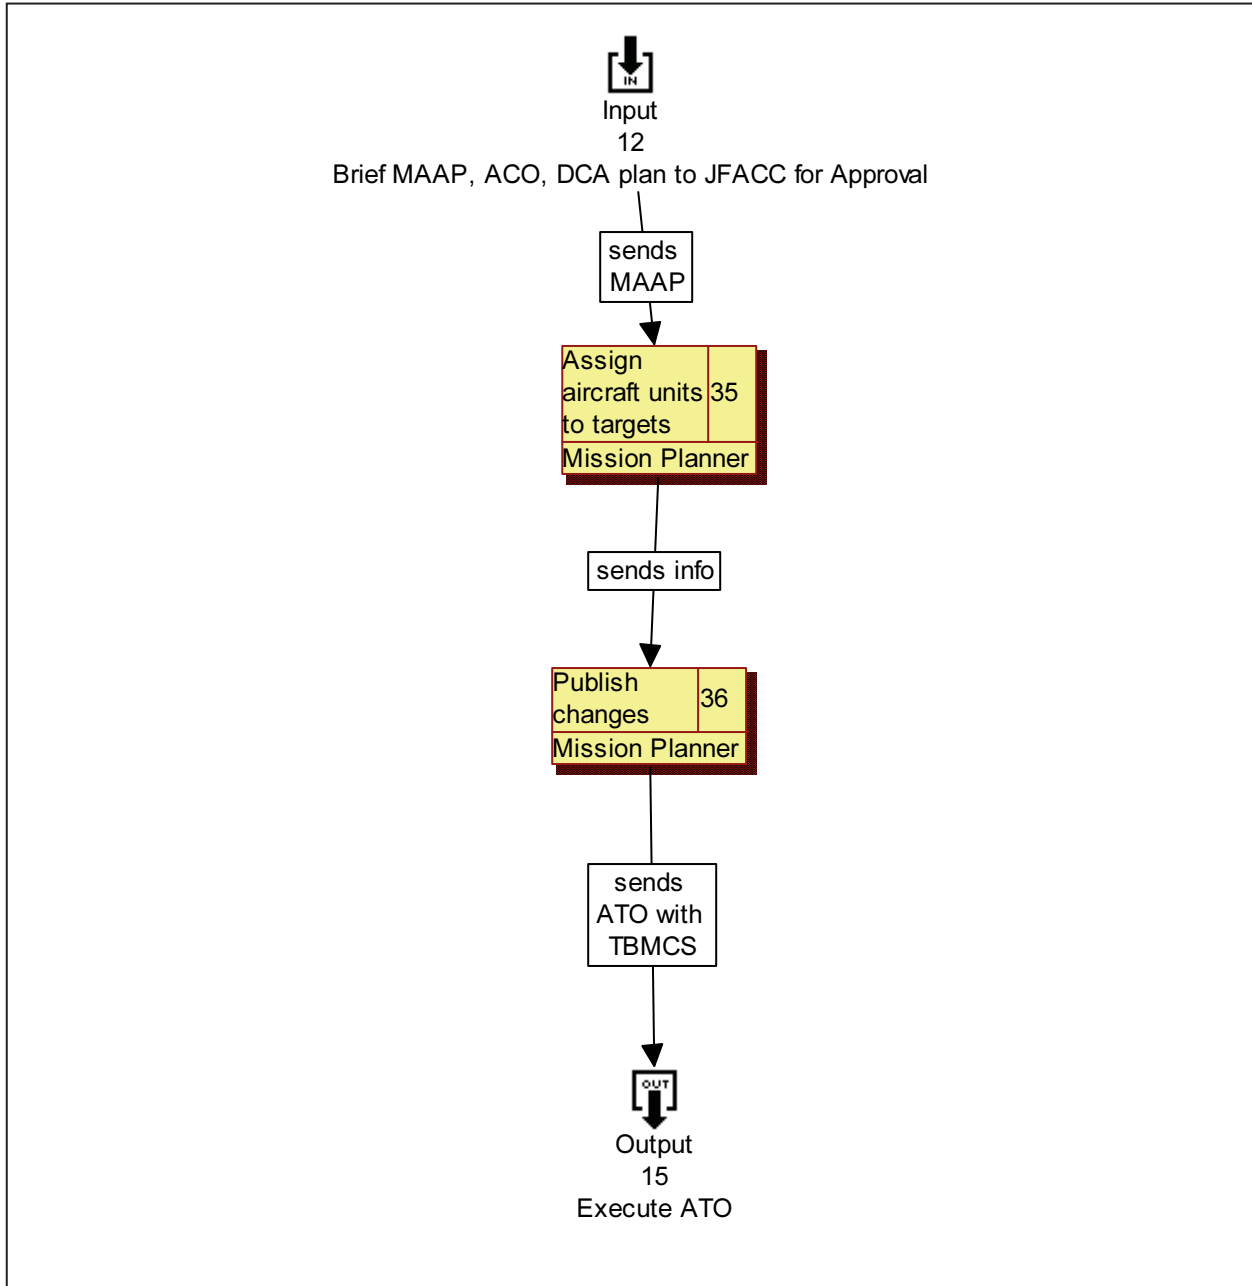 IN
Input
12
Brief MAAP, ACO, DCA plan to JFACC for Approval
sends
MAAP
Assign
aircraft units
to targets
35
Mission Planner
sends info
Publish
changes
36
Mission Planner
sends
ATO with
TBMCS
OUT
Output
15
Execute ATO